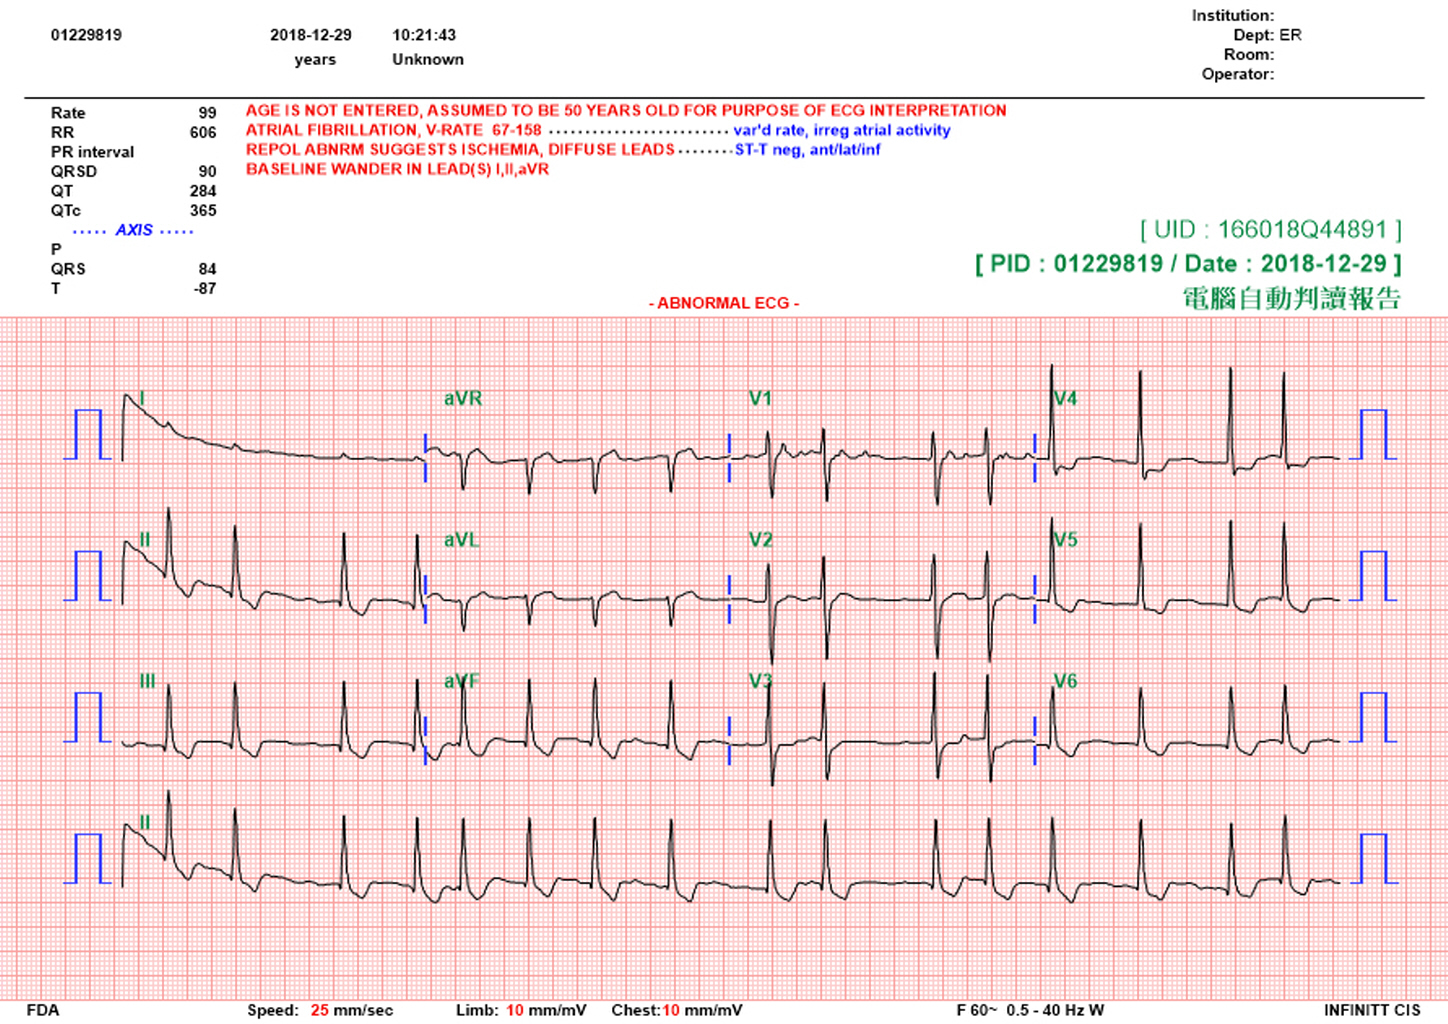 01229819 2018-12-29 10:21:43
years Unknown
Institution:
Dept: ER
Room:
Operator:
Rate 99
RR 606
PR interval
QRSD 90
QT 284
QTc 365
····· AXIS ·····
P
QRS 84
T -87
AGE IS NOT ENTERED, ASSUMED TO BE 50 YEARS OLD FOR PURPOSE OF ECG INTERPRETATION
ATRIAL FIBRILLATION, V-RATE 67-158 ························· var'd rate, irreg atrial activity
REPOL ABNRM SUGGESTS ISCHEMIA, DIFFUSE LEADS········ST-T neg, ant/lat/inf
BASELINE WANDER IN LEAD(S) I,II,aVR
[ UID : 166018Q44891 ]
[ PID : 01229819 / Date : 2018-12-29 ]
電腦自動判讀報告
- ABNORMAL ECG -
I aVR V1 V4
II aVL V2 V5
III aVF V3 V6
II
FDA Speed: 25 mm/sec Limb: 10 mm/mV Chest:10 mm/mV F 60~ 0.5 - 40 Hz W INFINITT CIS